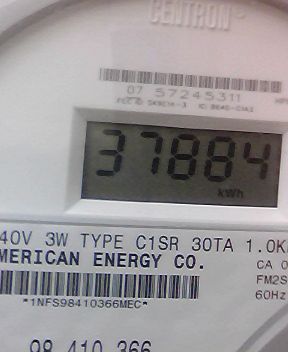 CENTRON
07 57245311
37884
kWh
40V 3W TYPE C1SR 30TA 1.0K
MERICAN ENERGY CO.
CA 0
FM2S
60Hz
*1NFS98410366MEC*
98 410 366